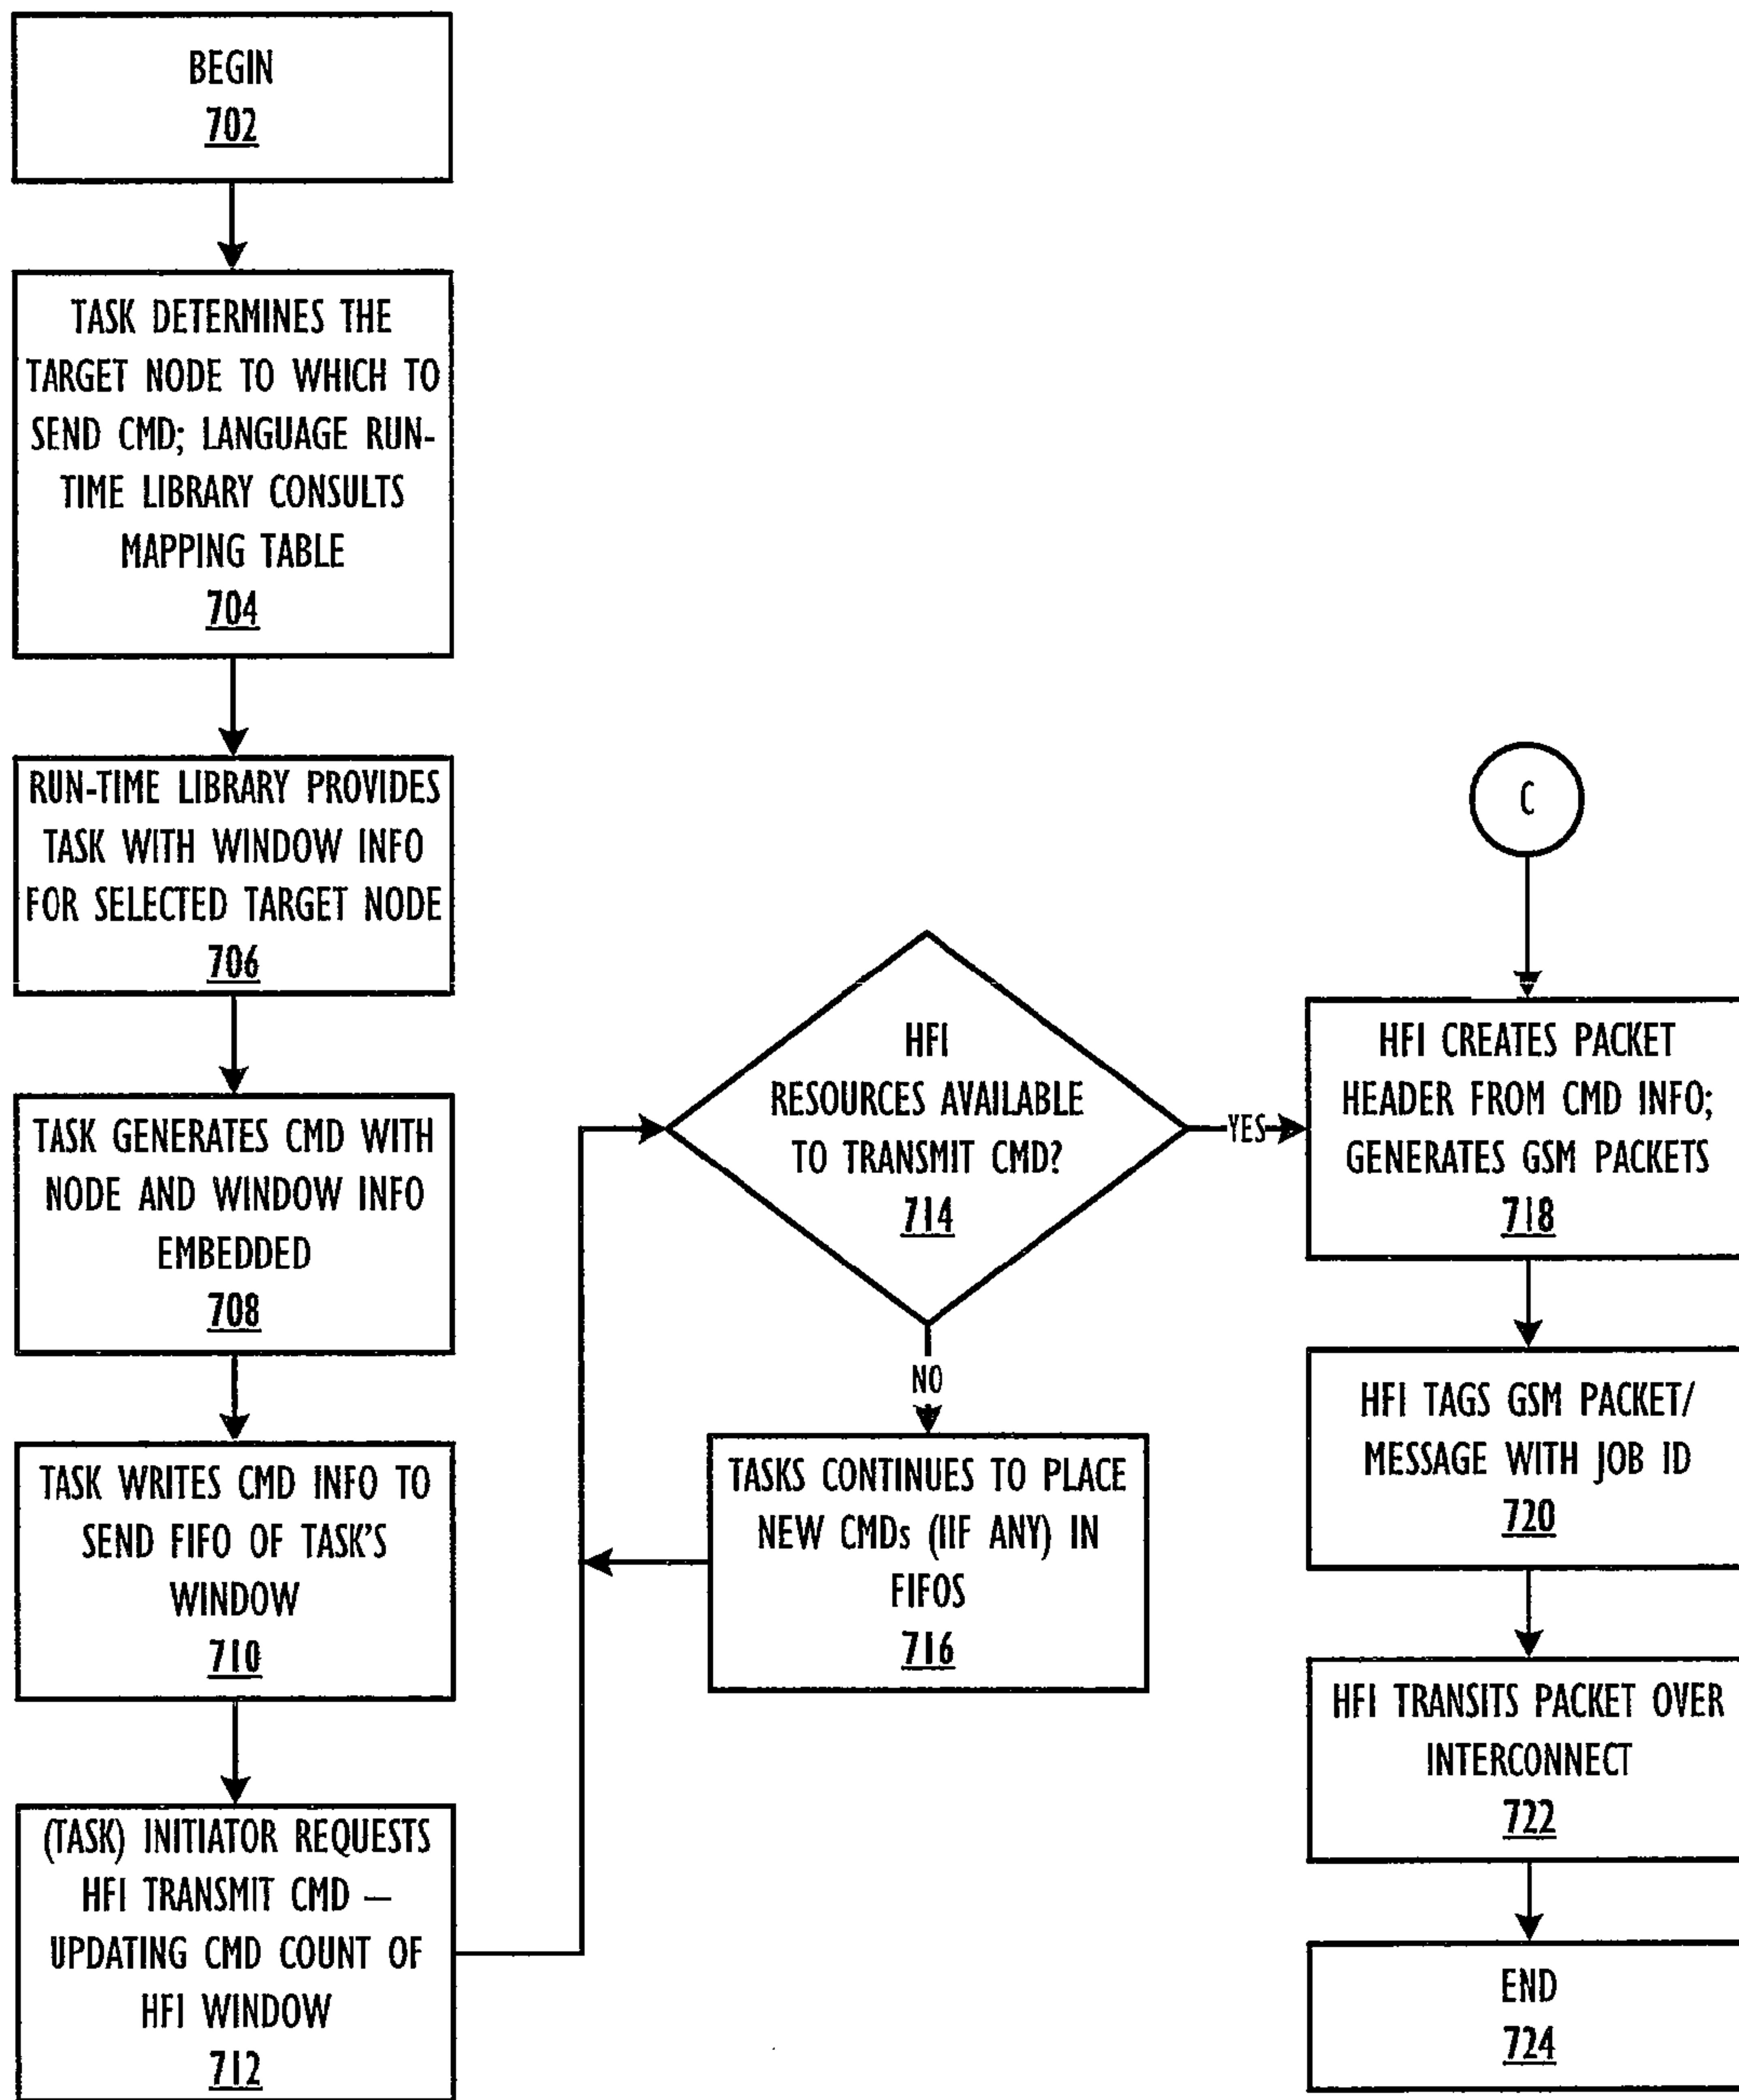 BEGIN
702
TASK DETERMINES THE
TARGET NODE TO WHICH TO
SEND CMD; LANGUAGE RUN-
TIME LIBRARY CONSULTS
MAPPING TABLE
704
RUN-TIME LIBRARY PROVIDES
TASK WITH WINDOW INFO
FOR SELECTED TARGET NODE
706
TASK GENERATES CMD WITH
NODE AND WINDOW INFO
EMBEDDED
708
TASK WRITES CMD INFO TO
SEND FIFO OF TASK'S
WINDOW
710
(TASK) INITIATOR REQUESTS
HFI TRANSMIT CMD –
UPDATING CMD COUNT OF
HFI WINDOW
712
HFI
RESOURCES AVAILABLE
TO TRANSMIT CMD?
714
YES
NO
TASKS CONTINUES TO PLACE
NEW CMDs (IIF ANY) IN
FIFOS
716
C
HFI CREATES PACKET
HEADER FROM CMD INFO;
GENERATES GSM PACKETS
718
HFI TAGS GSM PACKET/
MESSAGE WITH JOB ID
720
HFI TRANSITS PACKET OVER
INTERCONNECT
722
END
724